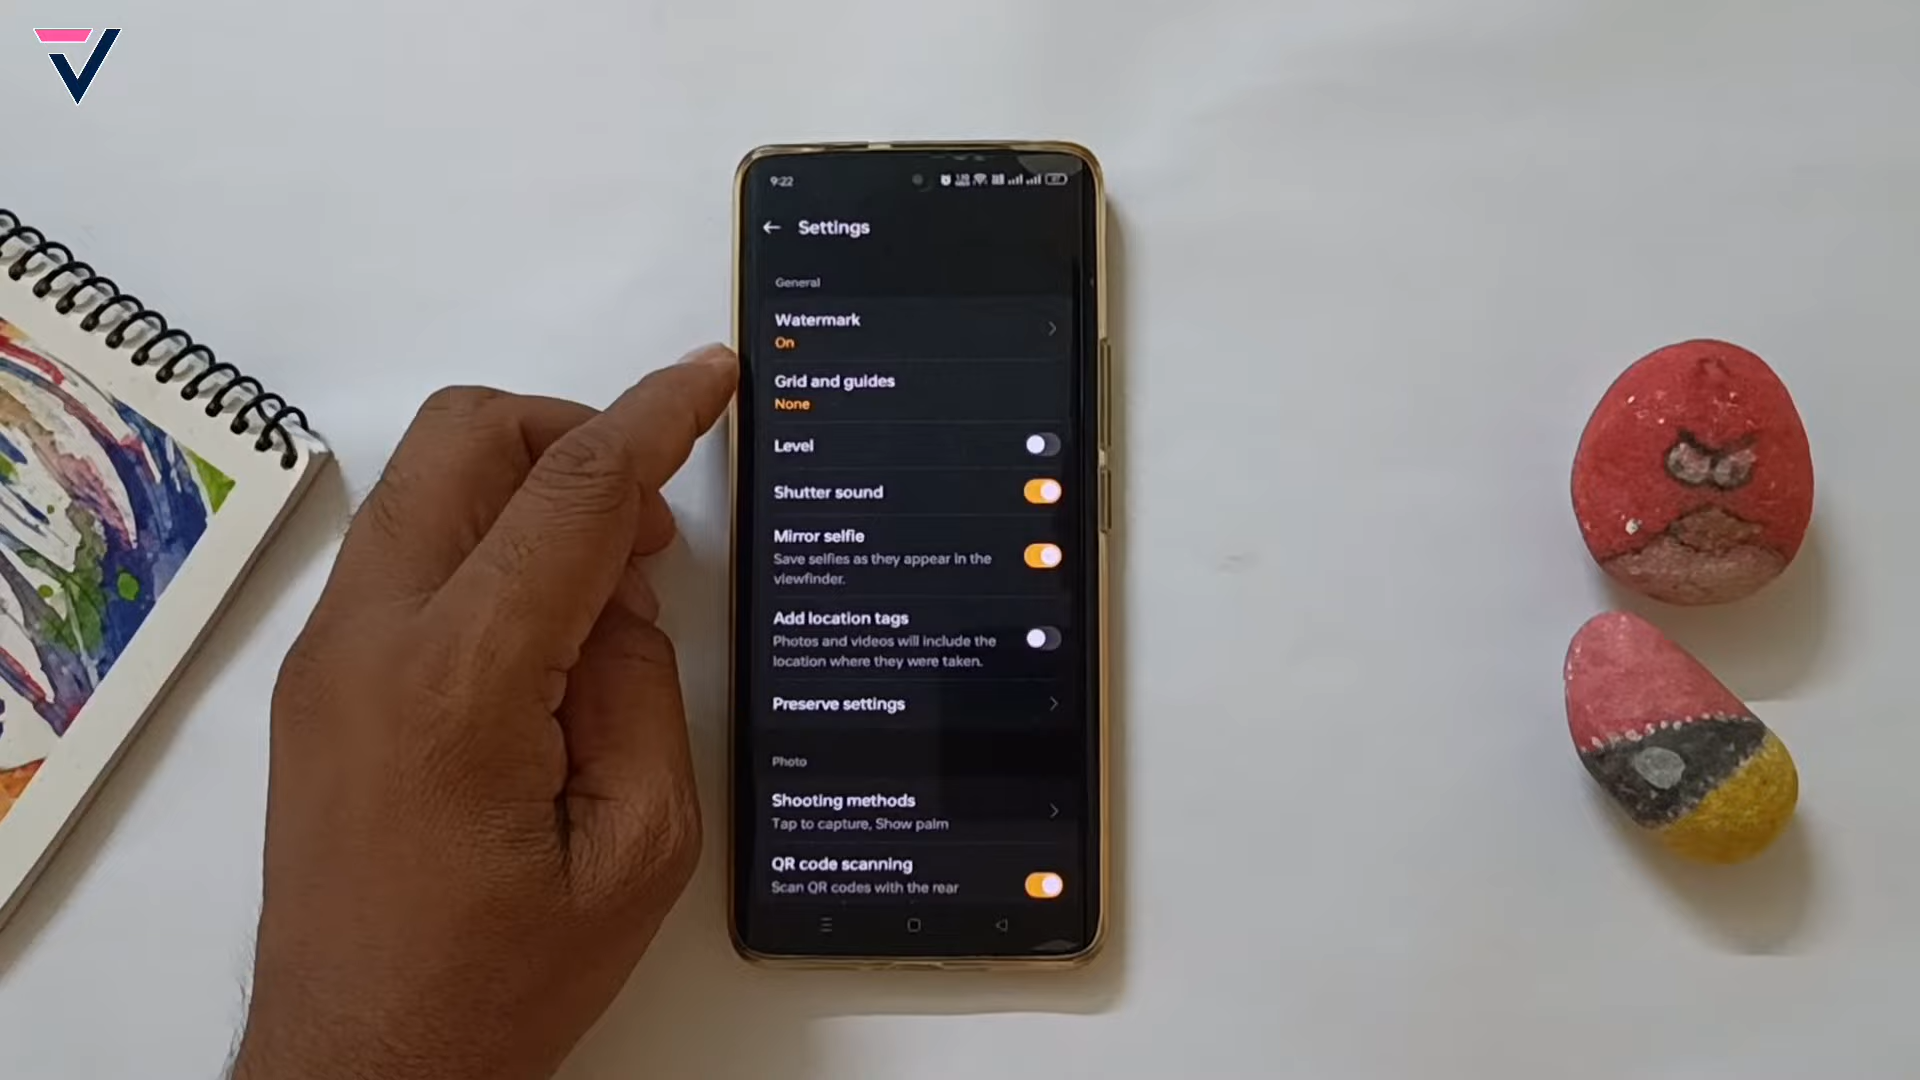 9:22
Settings
General
Watermark
On
Grid and guides
None
Level
Shutter sound
Mirror selfie
Save selfies as they appear in the
viewfinder.
Add location tags
Photos and videos will include the
location where they were taken.
Preserve settings
Photo
Shooting methods
Tap to capture, Show palm
QR code scanning
Scan QR codes with the rear